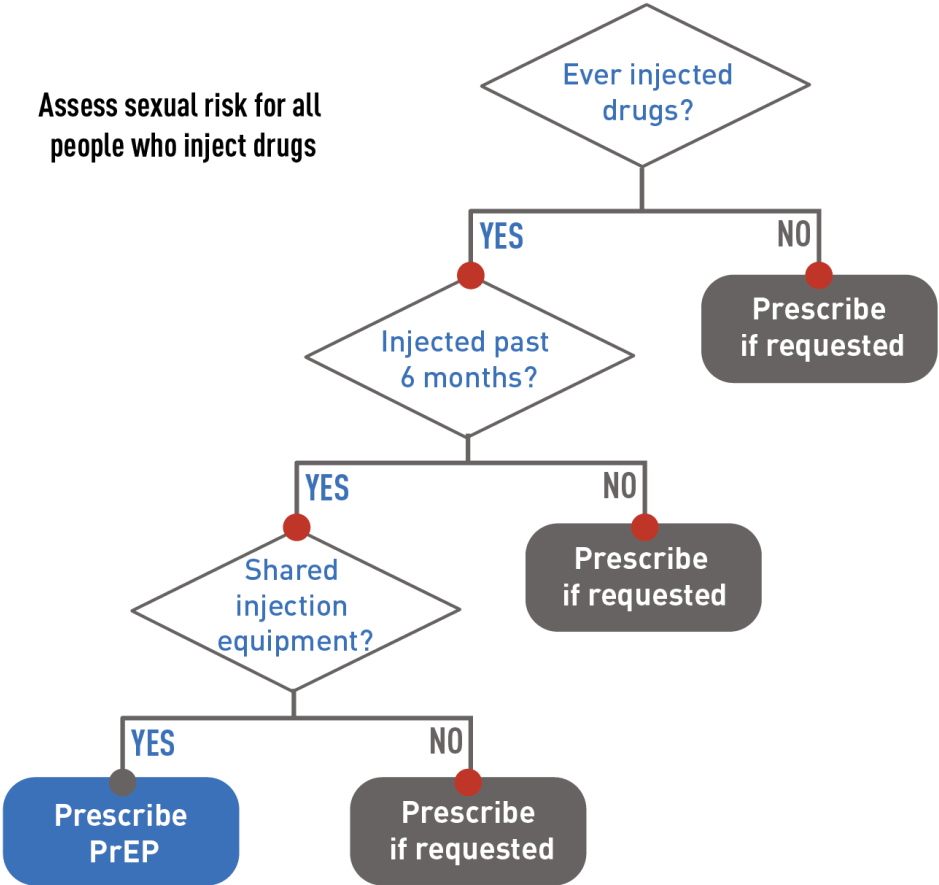 Assess sexual risk for all
people who inject drugs
Ever injected
drugs?
YES
NO
Prescribe
if requested
Injected past
6 months?
YES
NO
Prescribe
if requested
Shared
injection
equipment?
YES
NO
Prescribe
PrEP
Prescribe
if requested